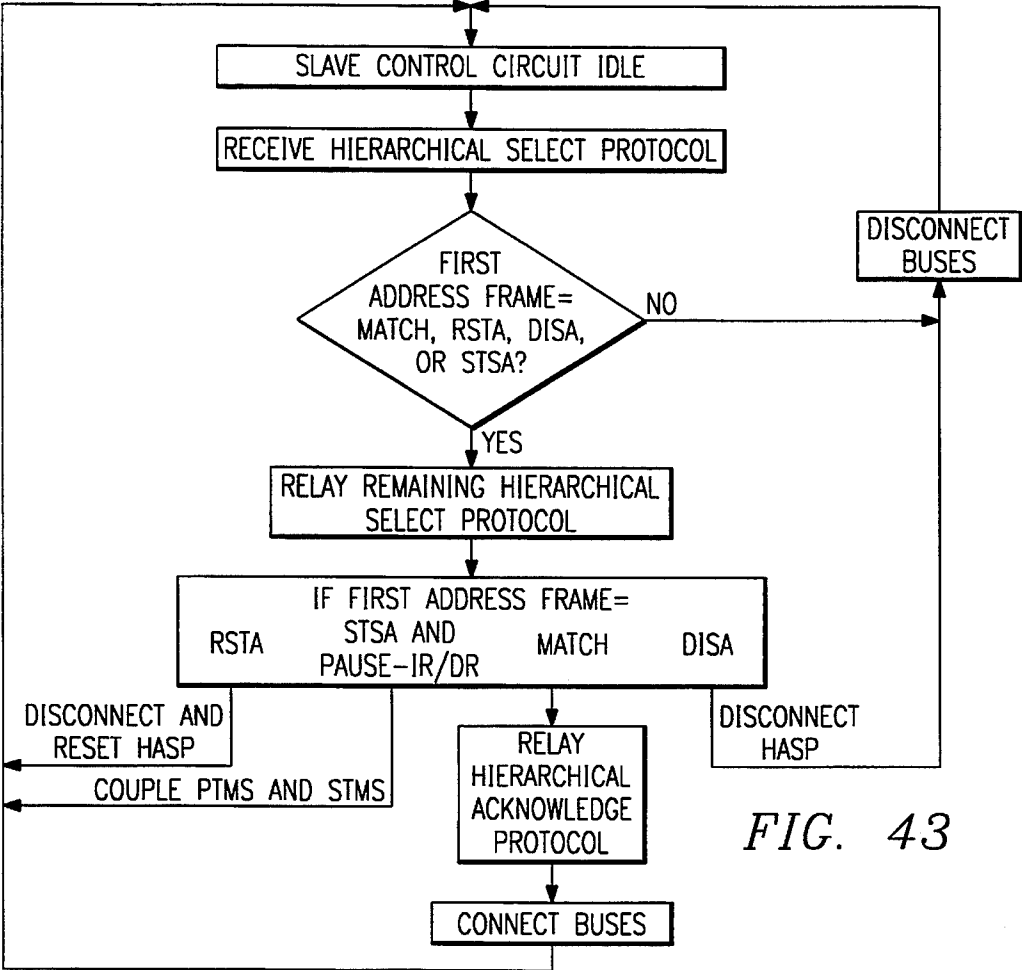 SLAVE CONTROL CIRCUIT IDLE
RECEIVE HIERARCHICAL SELECT PROTOCOL
DISCONNECT
BUSES
FIRST
ADDRESS FRAME=
MATCH, RSTA, DISA,
OR STSA?
NO
YES
RELAY REMAINING HIERARCHICAL
SELECT PROTOCOL
IF FIRST ADDRESS FRAME=
RSTA
STSA AND
PAUSE-IR/DR
MATCH
DISA
DISCONNECT AND
RESET HASP
COUPLE PTMS AND STMS
RELAY
HIERARCHICAL
ACKNOWLEDGE
PROTOCOL
DISCONNECT
HASP
CONNECT BUSES
FIG. 43